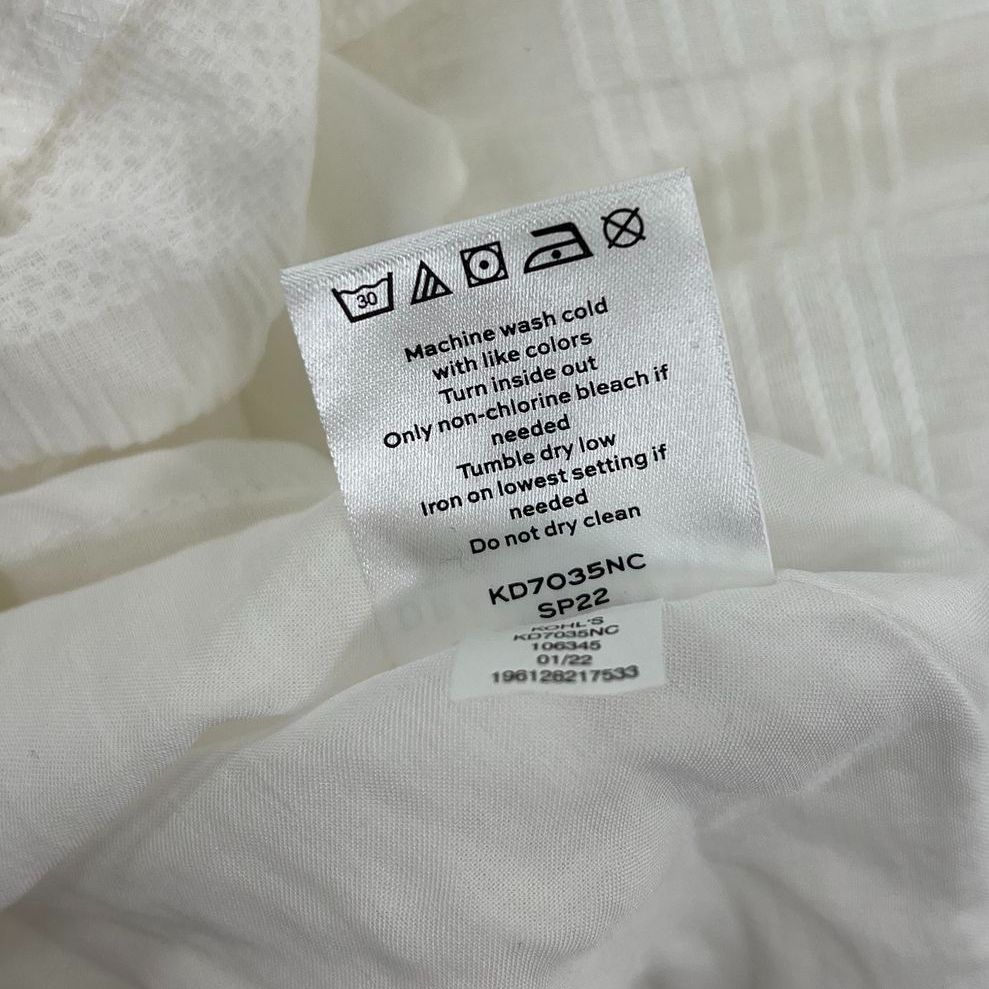 30
Machine wash cold
with like colors
Turn inside out
Only non-chlorine bleach if
needed
Tumble dry low
Iron on lowest setting if
needed
Do not dry clean
KD7035NC
SP22
KOHL'S
KD7035NC
106345
01/22
196128217533